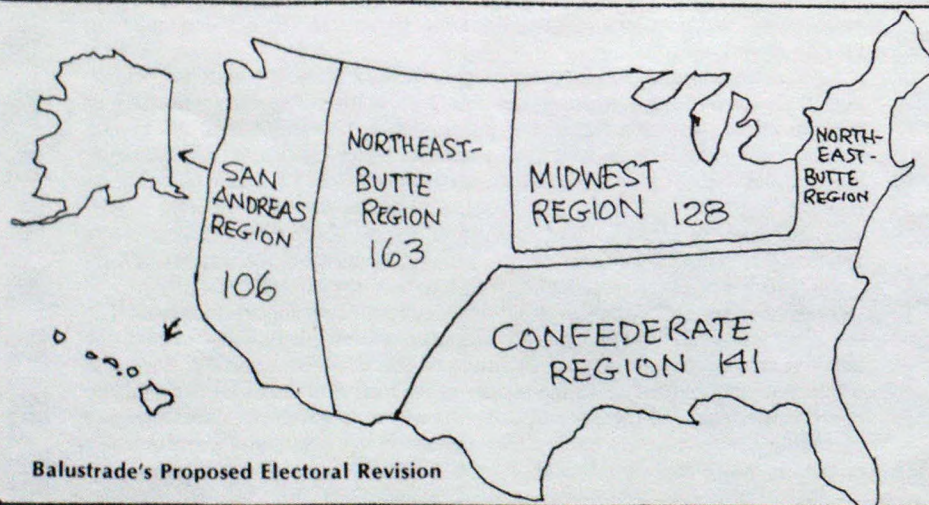 SAN
ANDREAS
REGION
106
NORTHEAST-
BUTTE
REGION
163
MIDWEST
REGION 128
NORTH-
EAST-
BUTTE
REGION
CONFEDERATE
REGION 141
Balustrade's Proposed Electoral Revision